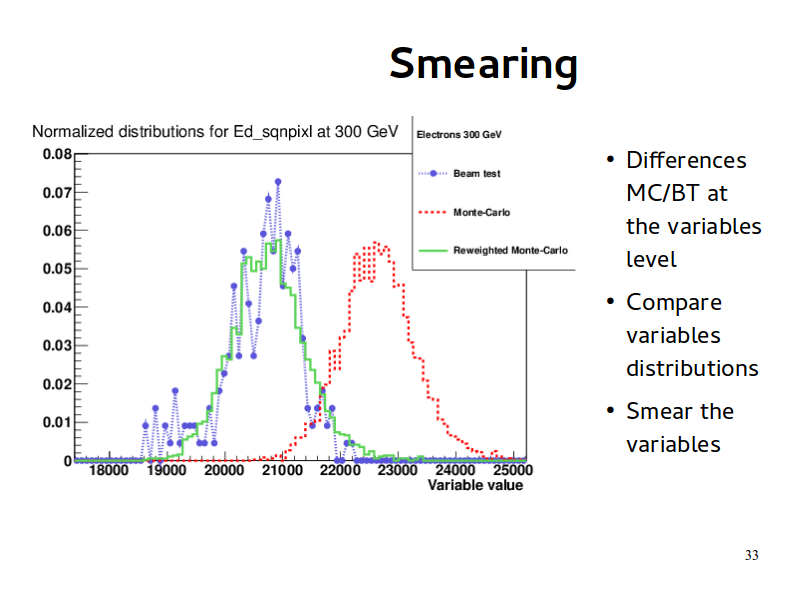 Smearing
Normalized distributions for Ed_sqnpixl at 300 GeV
Electrons 300 GeV
Beam test
Monte-Carlo
Reweighted Monte-Carlo
0.08
0.07
0.06
0.05
0.04
0.03
0.02
0.01
0
18000 19000 20000 21000 22000 23000 24000 25000
Variable value
• Differences
MC/BT at
the variables
level
• Compare
variables
distributions
• Smear the
variables
33